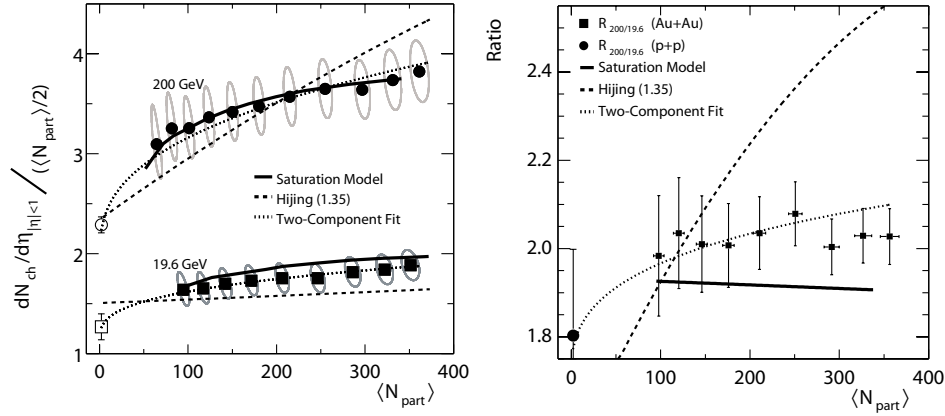 dN_ch/dη_|η|<1 / (⟨N_part⟩/2)
4
3
2
1
200 GeV
Saturation Model
Hijing (1.35)
Two-Component Fit
19.6 GeV
0 100 200 300 400
⟨N_part⟩
Ratio
2.4
2.2
2.0
1.8
R_200/19.6 (Au+Au)
R_200/19.6 (p+p)
Saturation Model
Hijing (1.35)
Two-Component Fit
0 100 200 300 400
⟨N_part⟩